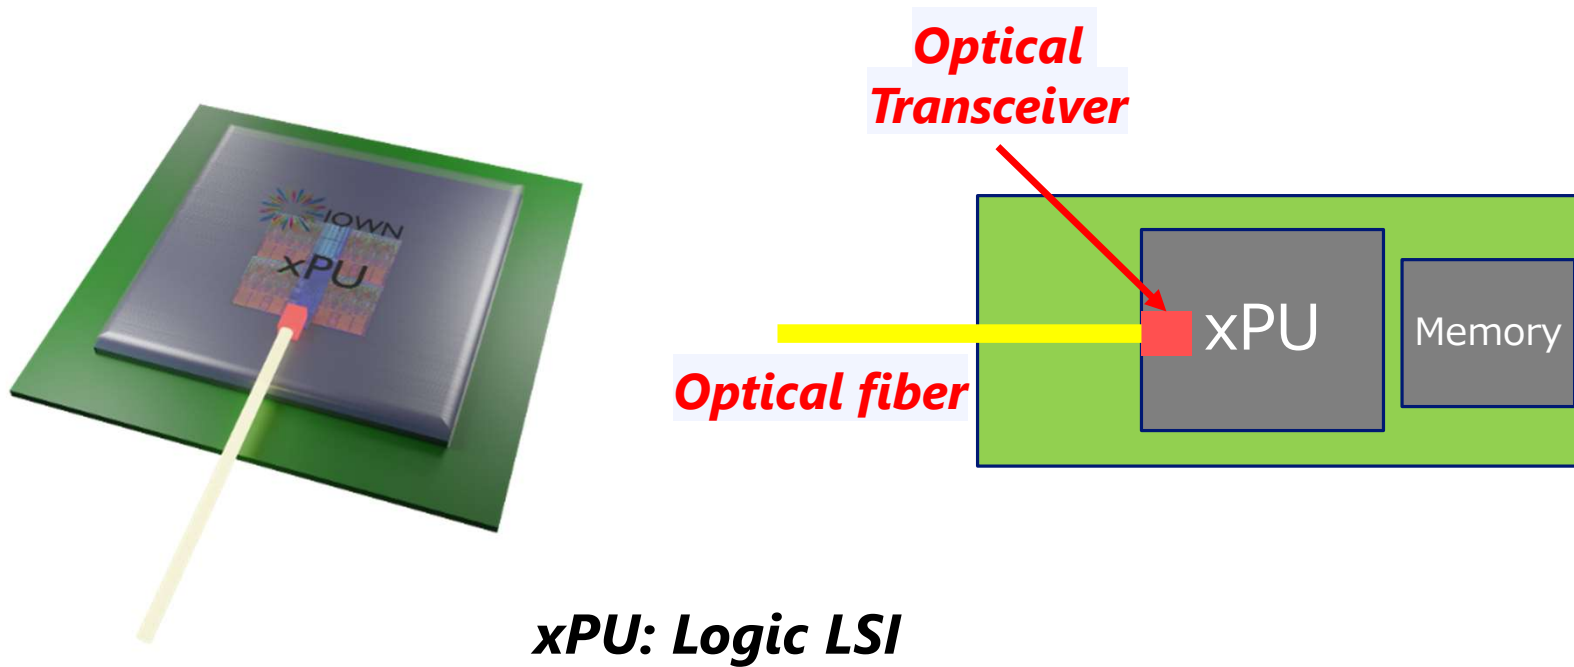 Optical
Transceiver
IOWN
xPU
xPU
Memory
Optical fiber
xPU: Logic LSI